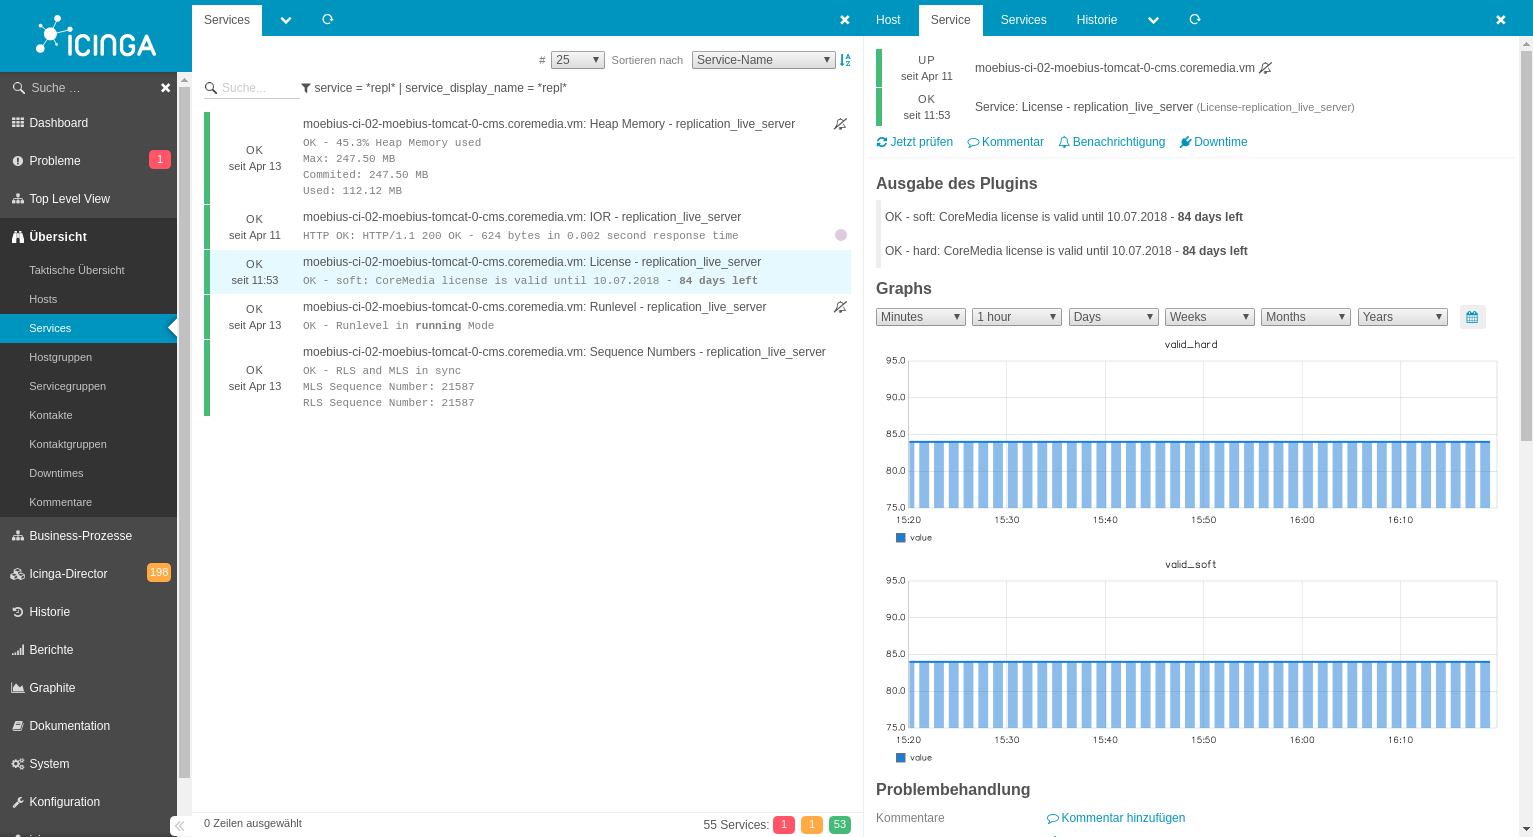 ICINGA
Suche ...
Dashboard
Probleme 1
Top Level View
Übersicht
Taktische Übersicht
Hosts
Services
Hostgruppen
Servicegruppen
Kontakte
Kontaktgruppen
Downtimes
Kommentare
Business-Prozesse
Icinga-Director 198
Historie
Berichte
Graphite
Dokumentation
System
Konfiguration
Services
# 25 Sortieren nach Service-Name
Suche... service = *repl* | service_display_name = *repl*
OK
seit Apr 13
moebius-ci-02-moebius-tomcat-0-cms.coremedia.vm: Heap Memory - replication_live_server
OK - 45.3% Heap Memory used
Max: 247.50 MB
Commited: 247.50 MB
Used: 112.12 MB
OK
seit Apr 11
moebius-ci-02-moebius-tomcat-0-cms.coremedia.vm: IOR - replication_live_server
HTTP OK: HTTP/1.1 200 OK - 624 bytes in 0.002 second response time
OK
seit 11:53
moebius-ci-02-moebius-tomcat-0-cms.coremedia.vm: License - replication_live_server
OK - soft: CoreMedia license is valid until 10.07.2018 - 84 days left
OK
seit Apr 13
moebius-ci-02-moebius-tomcat-0-cms.coremedia.vm: Runlevel - replication_live_server
OK - Runlevel in running Mode
OK
seit Apr 13
moebius-ci-02-moebius-tomcat-0-cms.coremedia.vm: Sequence Numbers - replication_live_server
OK - RLS and MLS in sync
MLS Sequence Number: 21587
RLS Sequence Number: 21587
0 Zeilen ausgewählt
55 Services: 1 1 53
Host Service Services Historie
UP
seit Apr 11
moebius-ci-02-moebius-tomcat-0-cms.coremedia.vm
OK
seit 11:53
Service: License - replication_live_server (License-replication_live_server)
Jetzt prüfen Kommentar Benachrichtigung Downtime
Ausgabe des Plugins
OK - soft: CoreMedia license is valid until 10.07.2018 - 84 days left
OK - hard: CoreMedia license is valid until 10.07.2018 - 84 days left
Graphs
Minutes 1 hour Days Weeks Months Years
valid_hard
95.0
90.0
85.0
80.0
75.0
15:20 15:30 15:40 15:50 16:00 16:10
value
valid_soft
95.0
90.0
85.0
80.0
75.0
15:20 15:30 15:40 15:50 16:00 16:10
value
Problembehandlung
Kommentare Kommentar hinzufügen